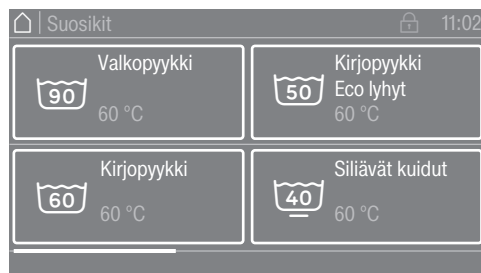 Suosikit 11:02
Valkopyykki
90
60 °C
Kirjopyykki
Eco lyhyt
50
60 °C
Kirjopyykki
60
60 °C
Siliävät kuidut
40
60 °C